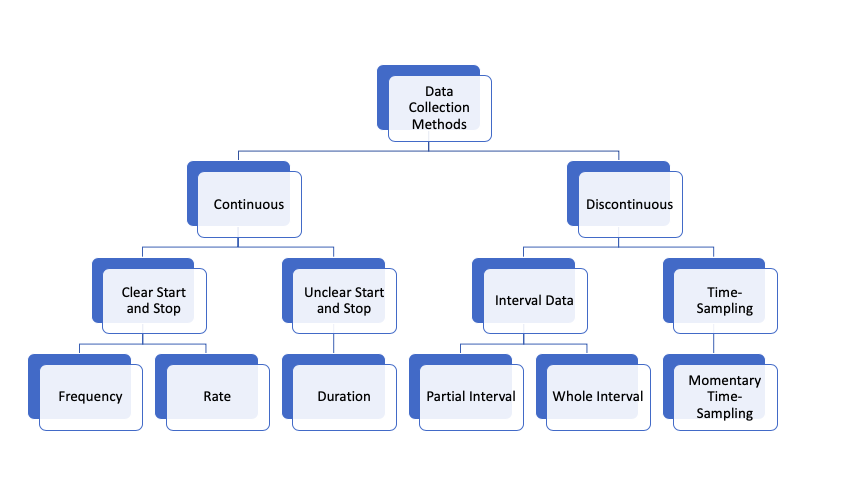 Data
Collection
Methods
Continuous
Discontinuous
Clear Start
and Stop
Unclear Start
and Stop
Interval Data
Time-
Sampling
Frequency
Rate
Duration
Partial Interval
Whole Interval
Momentary
Time-
Sampling